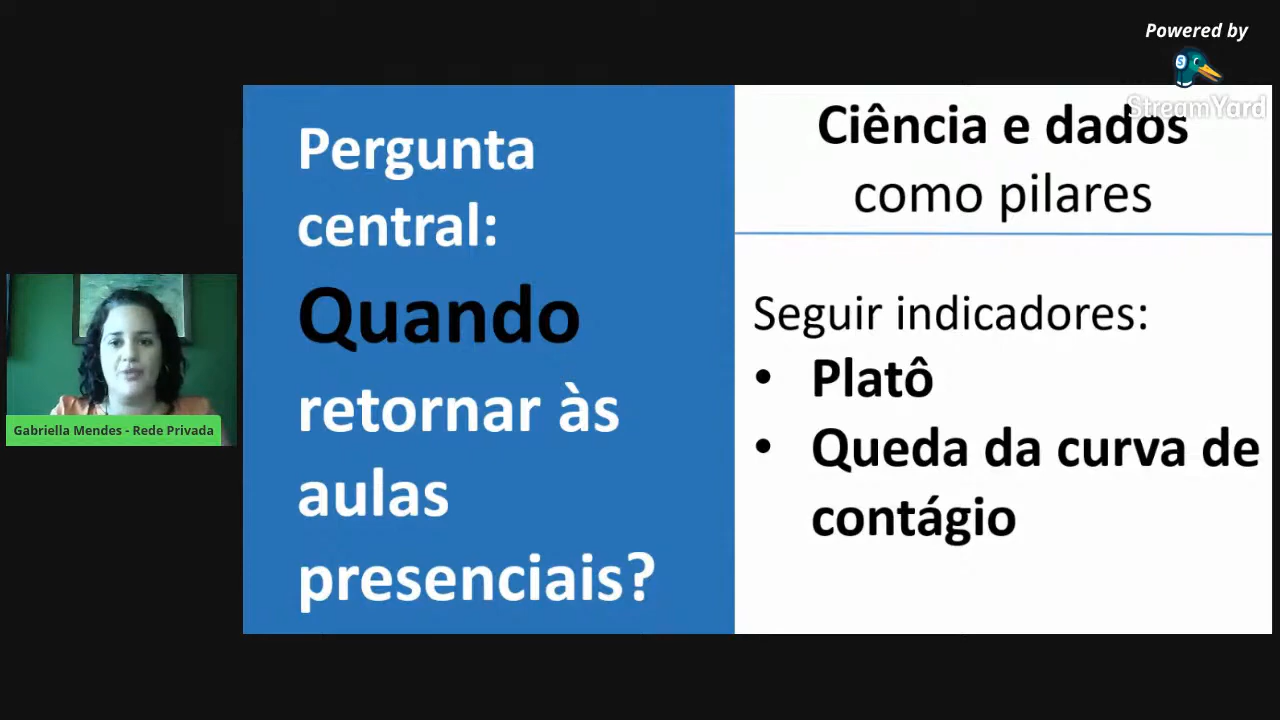 Powered by
StreamYard
Pergunta
central:
Quando
retornar às
aulas
presenciais?
Ciência e dados
como pilares
Seguir indicadores:
• Platô
• Queda da curva de
contágio
Gabriella Mendes - Rede Privada